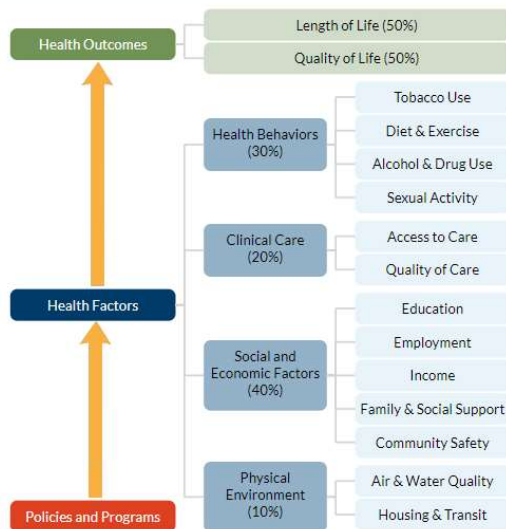 Health Outcomes
Length of Life (50%)
Quality of Life (50%)
Health Behaviors
(30%)
Tobacco Use
Diet & Exercise
Alcohol & Drug Use
Sexual Activity
Clinical Care
(20%)
Access to Care
Quality of Care
Health Factors
Social and
Economic Factors
(40%)
Education
Employment
Income
Family & Social Support
Community Safety
Physical
Environment
(10%)
Air & Water Quality
Housing & Transit
Policies and Programs